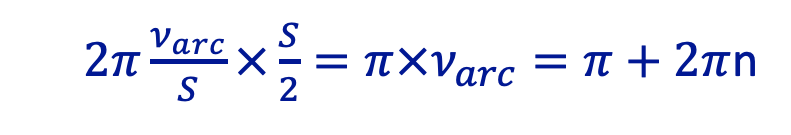 2π ν_arc/S × S/2 = π×ν_arc = π + 2πn